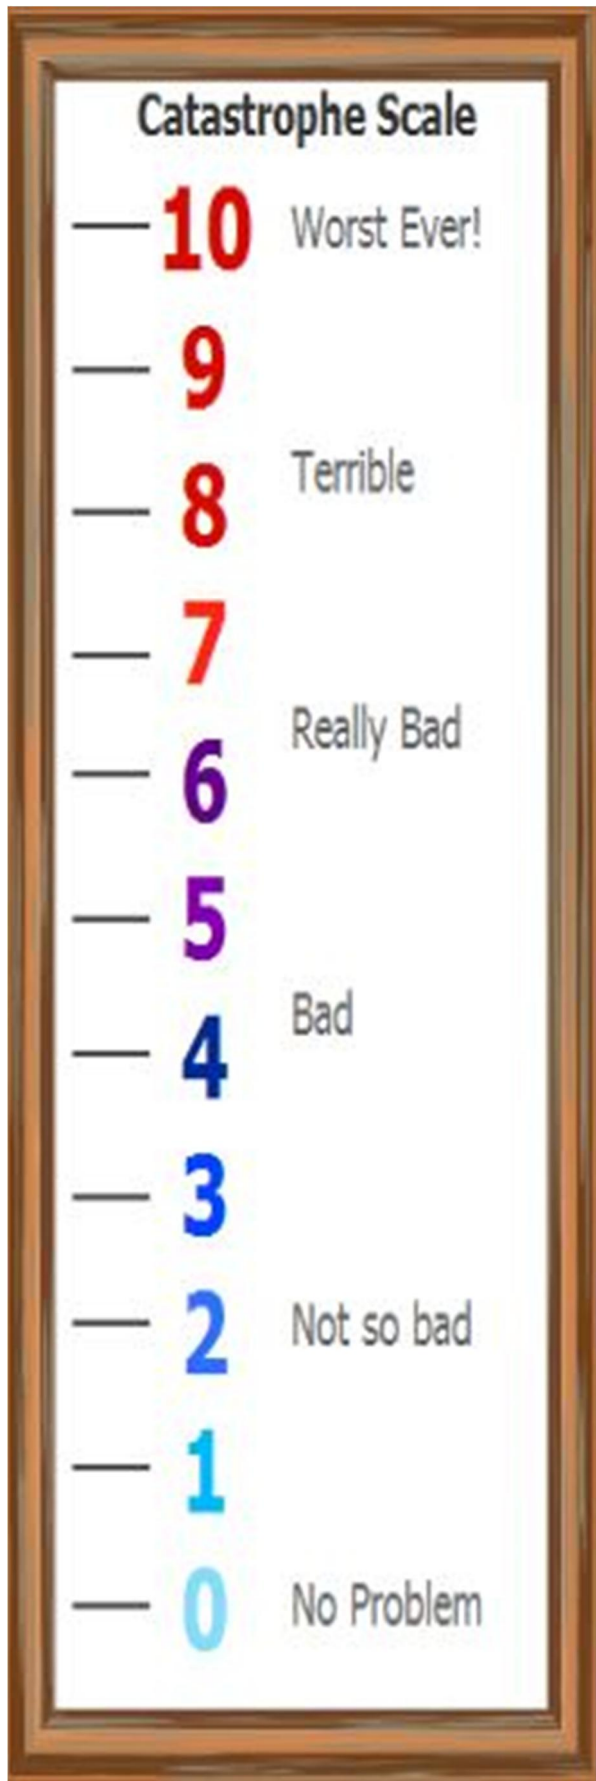 Catastrophe Scale
10 Worst Ever!
9
Terrible
8
7
Really Bad
6
5
Bad
4
3
2 Not so bad
1
0 No Problem